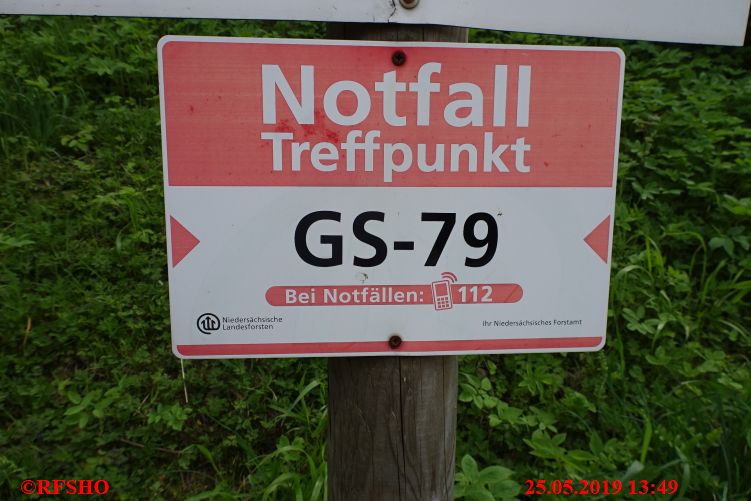 Notfall
Treffpunkt
GS-79
Bei Notfällen: 112
Niedersächsische
Landesforsten
Ihr Niedersächsisches Forstamt
©RFSHO
25.05.2019 13:49